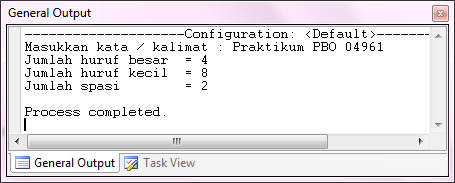 General Output
--------------------Configuration: <Default>--------
Masukkan kata / kalimat : Praktikum PBO 04961
Jumlah huruf besar  = 4
Jumlah huruf kecil  = 8
Jumlah spasi        = 2
Process completed.
General Output Task View